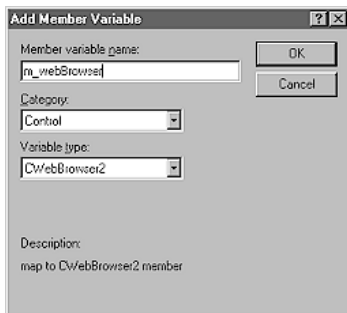 Add Member Variable
Member variable name:
m_webBrowser
OK
Cancel
Category:
Control
Variable type:
CWebBrowser2
Description:
map to CWebBrowser2 member